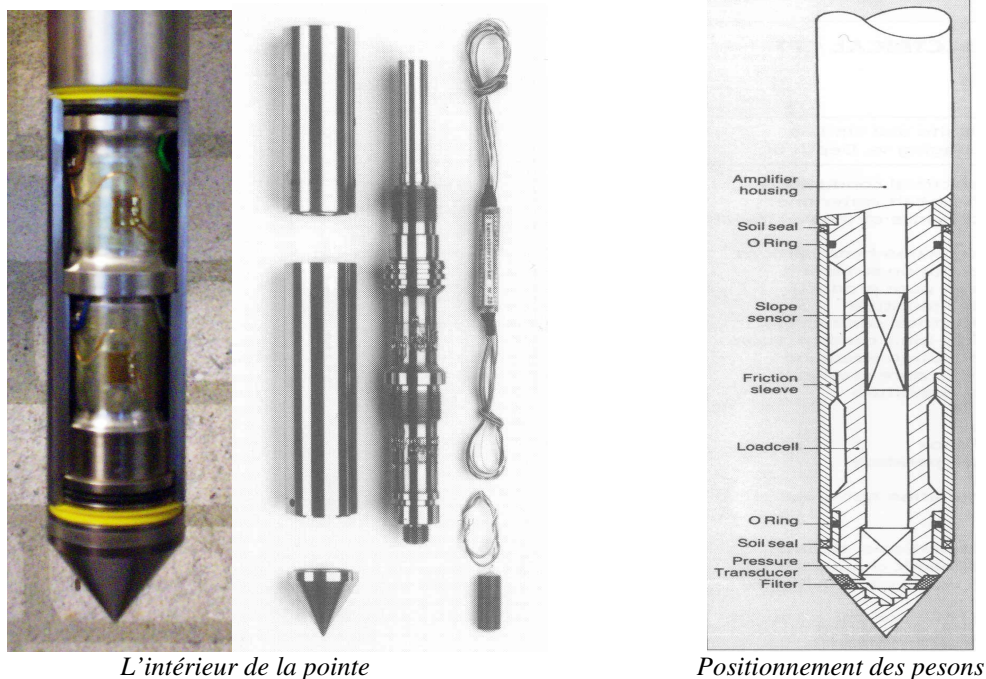 Amplifier
housing
Soil seal
O Ring
Slope
sensor
Friction
sleeve
Loadcell
O Ring
Soil seal
Pressure
Transducer
Filter
L'intérieur de la pointe
Positionnement des pesons